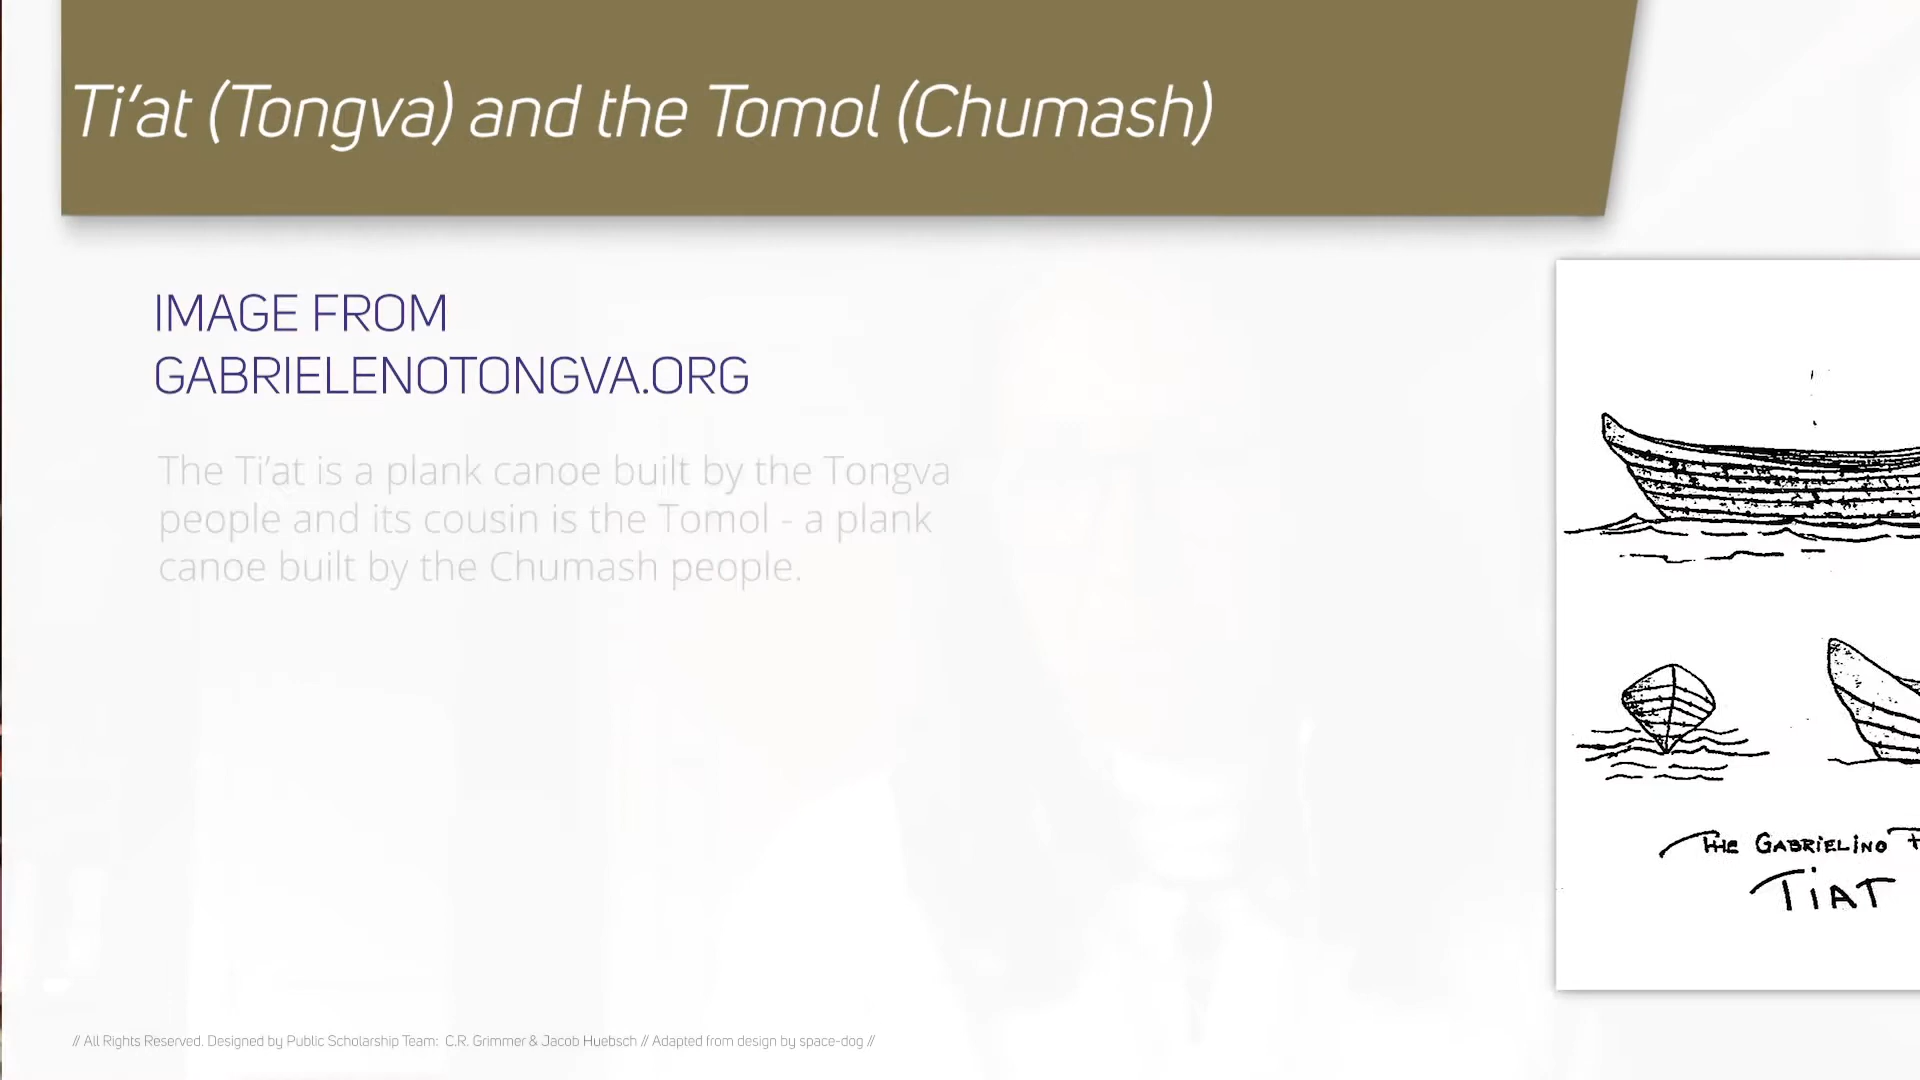 Ti’at (Tongva) and the Tomol (Chumash)
IMAGE FROM
GABRIELENOTONGVA.ORG
The Ti’at is a plank canoe built by the Tongva
people and its cousin is the Tomol - a plank
canoe built by the Chumash people.
THE GABRIELINO
TIAT
// All Rights Reserved. Designed by Public Scholarship Team: C.R. Grimmer & Jacob Huebsch // Adapted from design by space-dog //